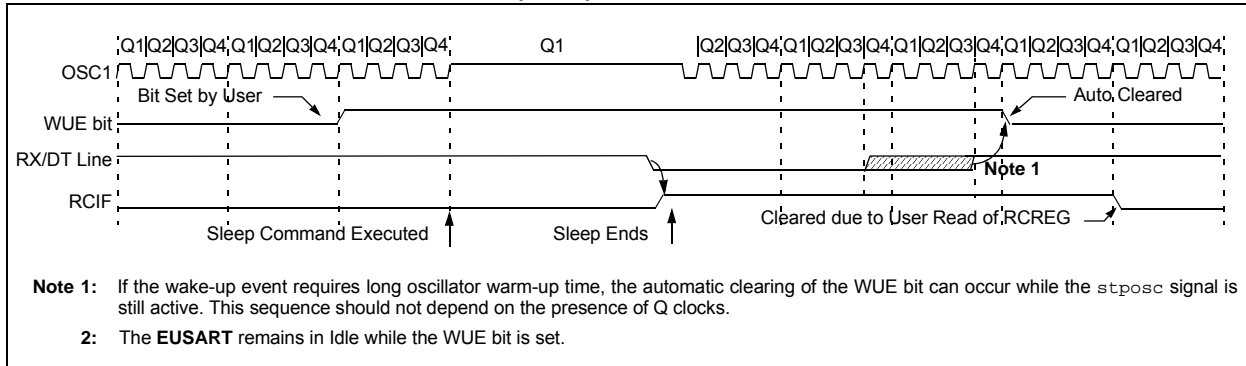 Q1|Q2|Q3|Q4|Q1|Q2|Q3|Q4|Q1|Q2|Q3|Q4 Q1 Q2|Q3|Q4|Q1|Q2|Q3|Q4|Q1|Q2|Q3|Q4|Q1|Q2|Q3|Q4|Q1|Q2|Q3|Q4
OSC1
Bit Set by User Auto Cleared
WUE bit
RX/DT Line
Note 1
RCIF
Cleared due to User Read of RCREG
Sleep Command Executed Sleep Ends
Note 1: If the wake-up event requires long oscillator warm-up time, the automatic clearing of the WUE bit can occur while the stposc signal is
still active. This sequence should not depend on the presence of Q clocks.
2: The EUSART remains in Idle while the WUE bit is set.